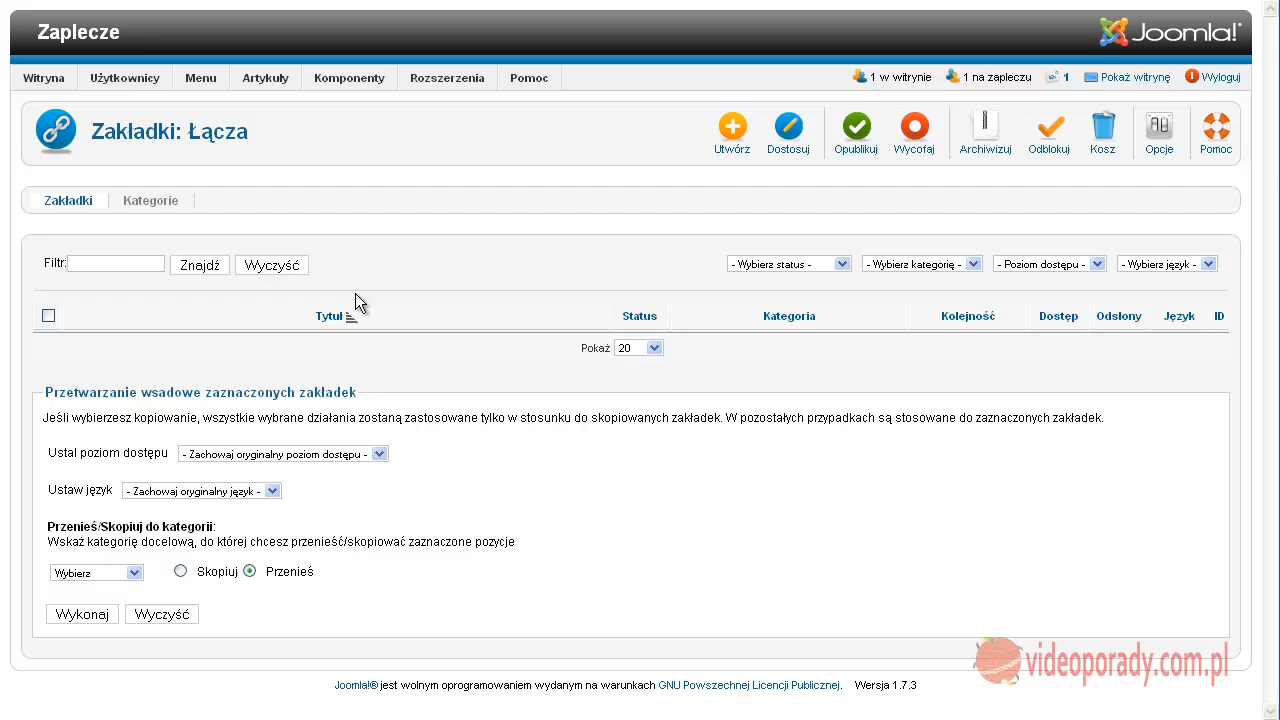 Zaplecze
Joomla!
Witryna Użytkownicy Menu Artykuły Komponenty Rozszerzenia Pomoc 1 w witrynie 1 na zapleczu 1 Pokaż witrynę Wyloguj
Zakładki: Łącza
Utwórz Dostosuj Opublikuj Wycofaj Archiwizuj Odblokuj Kosz Opcje Pomoc
Zakładki Kategorie
Filtr: Znajdź Wyczyść - Wybierz status - - Wybierz kategorię - - Poziom dostępu - - Wybierz język -
Tytuł Status Kategoria Kolejność Dostęp Odsłony Język ID
Pokaż 20
Przetwarzanie wsadowe zaznaczonych zakładek
Jeśli wybierzesz kopiowanie, wszystkie wybrane działania zostaną zastosowane tylko w stosunku do skopiowanych zakładek. W pozostałych przypadkach są stosowane do zaznaczonych zakładek.
Ustal poziom dostępu - Zachowaj oryginalny poziom dostępu -
Ustaw język - Zachowaj oryginalny język -
Przenieś/Skopiuj do kategorii:
Wskaż kategorię docelową, do której chcesz przenieść/skopiować zaznaczone pozycje
Wybierz Skopiuj Przenieś
Wykonaj Wyczyść
videoporady.com.pl
Joomla!® jest wolnym oprogramowaniem wydanym na warunkach GNU Powszechnej Licencji Publicznej. Wersja 1.7.3